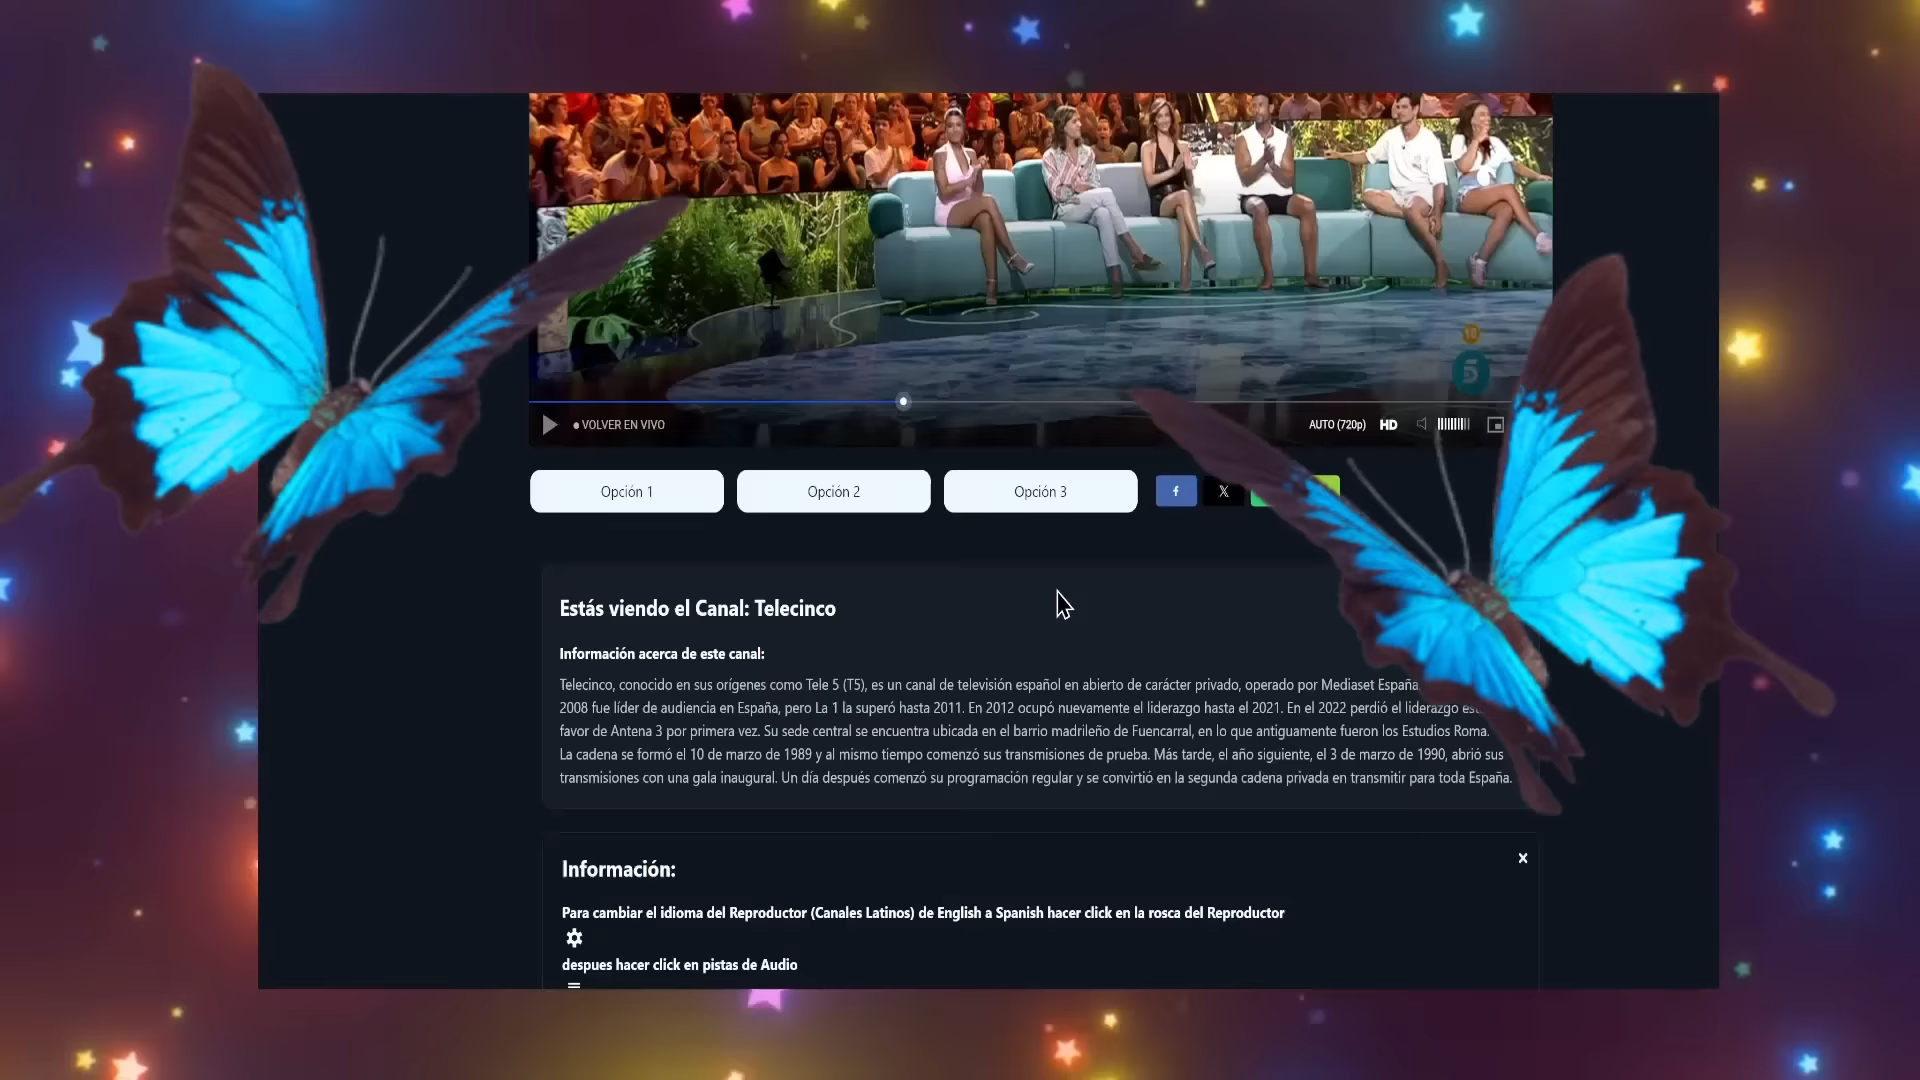 10
5
VOLVER EN VIVO
AUTO (720p) HD
Opción 1
Opción 2
Opción 3
f
X
Estás viendo el Canal: Telecinco
Información acerca de este canal:
Telecinco, conocido en sus orígenes como Tele 5 (T5), es un canal de televisión español en abierto de carácter privado, operado por Mediaset España
2008 fue líder de audiencia en España, pero La 1 la superó hasta 2011. En 2012 ocupó nuevamente el liderazgo hasta el 2021. En el 2022 perdió el liderazgo
favor de Antena 3 por primera vez. Su sede central se encuentra ubicada en el barrio madrileño de Fuencarral, en lo que antiguamente fueron los Estudios Roma.
La cadena se formó el 10 de marzo de 1989 y al mismo tiempo comenzó sus transmisiones de prueba. Más tarde, el año siguiente, el 3 de marzo de 1990, abrió sus
transmisiones con una gala inaugural. Un día después comenzó su programación regular y se convirtió en la segunda cadena privada en transmitir para toda España.
Información:
Para cambiar el idioma del Reproductor (Canales Latinos) de English a Spanish hacer click en la rosca del Reproductor
despues hacer click en pistas de Audio